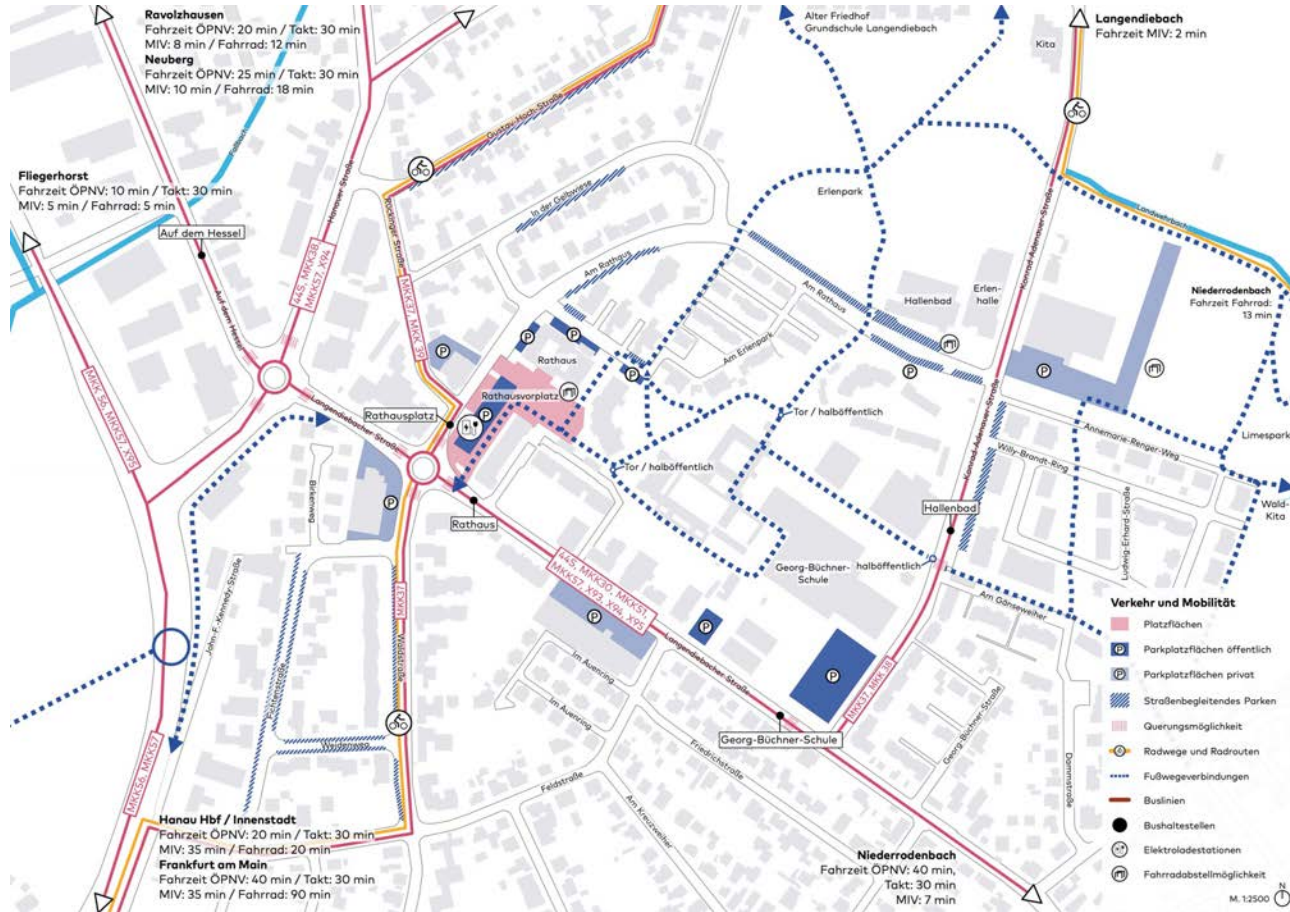 Ravolzhausen
Fahrzeit ÖPNV: 20 min / Takt: 30 min
MIV: 8 min / Fahrrad: 12 min
Neuberg
Fahrzeit ÖPNV: 25 min / Takt: 30 min
MIV: 10 min / Fahrrad: 18 min
Alter Friedhof
Grundschule Langendiebach
Kita
Langendiebach
Fahrzeit MIV: 2 min
Fallbach
Fliegerhorst
Fahrzeit ÖPNV: 10 min / Takt: 30 min
MIV: 5 min / Fahrrad: 5 min
Auf dem Hessel
Hanauer Straße
Gustav-Hoch-Straße
Rücklinger Straße
In der Gelbwiese
Erlenpark
Konrad-Adenauer-Straße
Landwehrbach
Niederrodenbach
Fahrzeit Fahrrad:
13 min
44S, MKK38,
MKK57, X94
MKK37, MKK 39
Auf dem Hessel
MKK 56, MKK57, X95
Am Rathaus
Am Rathaus
Hallenbad
Erlen-
halle
Am Erlenpark
Rathaus
Rathausvorplatz
Rathausplatz
Langendiebacher Straße
Tor / halböffentlich
Tor / halböffentlich
Konrad-Adenauer-Straße
Annemarie-Renger-Weg
Willy-Brandt-Ring
Limespark
Ludwig-Erhard-Straße
Wald-
Kita
Birkenweg
Rathaus
Hallenbad
Georg-Büchner-
Schule
halböffentlich
44S, MKK30, MKK51,
MKK57, X93, X94, X95
Am Gänseweiher
John-F.-Kennedy-Straße
MKK37
Waldstraße
Fichtenstraße
Weidenweg
Im Auenring
Im Auenring
Langendiebacher Straße
MKK37, MKK 38
Georg-Büchner-Straße
Georg-Büchner-Schule
Friedrichstraße
Feldstraße
Am Kreuzweiher
Dammstraße
MKK56, MKK57
Hanau Hbf / Innenstadt
Fahrzeit ÖPNV: 20 min / Takt: 30 min
MIV: 35 min / Fahrrad: 20 min
Frankfurt am Main
Fahrzeit ÖPNV: 40 min / Takt: 30 min
MIV: 35 min / Fahrrad: 90 min
Niederrodenbach
Fahrzeit ÖPNV: 40 min,
Takt: 30 min
MIV: 7 min
Verkehr und Mobilität
Platzflächen
P Parkplatzflächen öffentlich
P Parkplatzflächen privat
Straßenbegleitendes Parken
Querungsmöglichkeit
Radwege und Radrouten
Fußwegeverbindungen
Buslinien
Bushaltestellen
Elektroladestationen
Fahrradabstellmöglichkeit
N
M. 1:2500